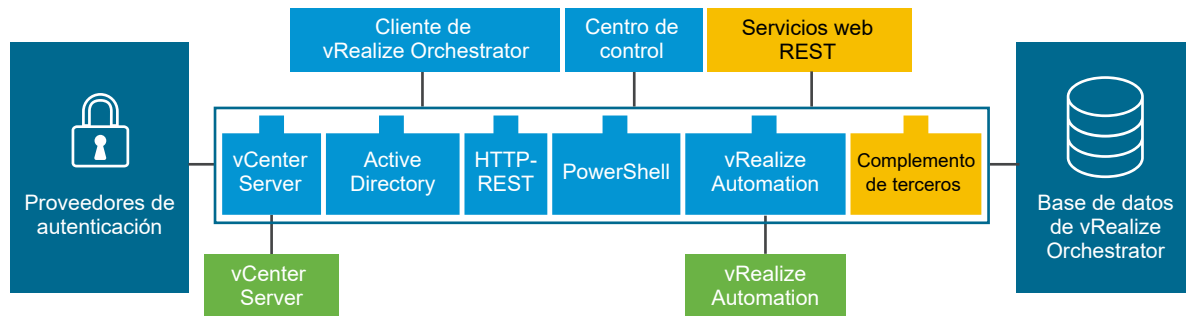 Cliente de
vRealize Orchestrator
Centro de
control
Servicios web
REST
Proveedores de
autenticación
vCenter
Server
Active
Directory
HTTP-
REST
PowerShell
vRealize
Automation
Complemento
de terceros
Base de datos
de vRealize
Orchestrator
vCenter
Server
vRealize
Automation